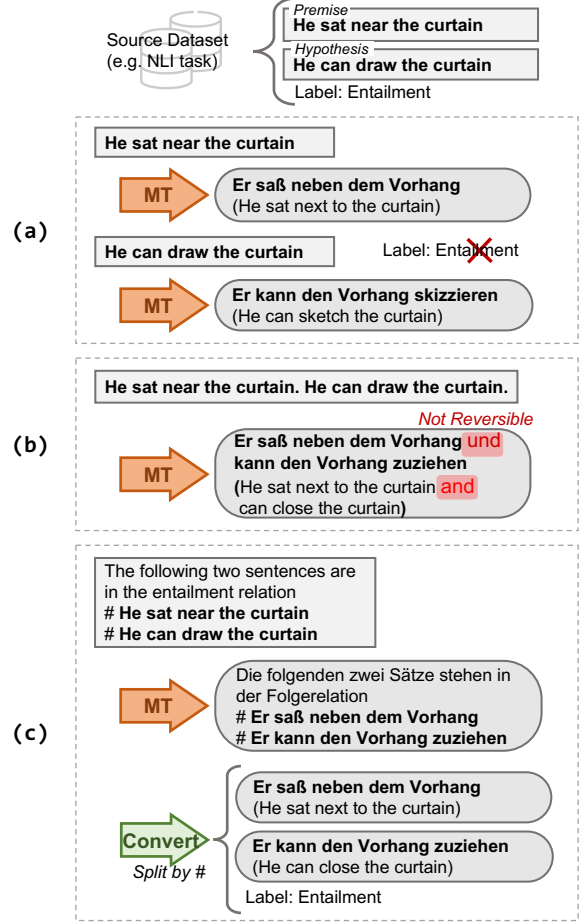 Source Dataset
(e.g. NLI task)
Premise
He sat near the curtain
Hypothesis
He can draw the curtain
Label: Entailment
(a)
He sat near the curtain
MT
Er saß neben dem Vorhang
(He sat next to the curtain)
He can draw the curtain
Label: Entailment
MT
Er kann den Vorhang skizzieren
(He can sketch the curtain)
(b)
He sat near the curtain. He can draw the curtain.
Not Reversible
MT
Er saß neben dem Vorhang und
kann den Vorhang zuziehen
(He sat next to the curtain and
can close the curtain)
(c)
The following two sentences are
in the entailment relation
# He sat near the curtain
# He can draw the curtain
MT
Die folgenden zwei Sätze stehen in
der Folgerelation
# Er saß neben dem Vorhang
# Er kann den Vorhang zuziehen
Convert
Split by #
Er saß neben dem Vorhang
(He sat next to the curtain)
Er kann den Vorhang zuziehen
(He can close the curtain)
Label: Entailment